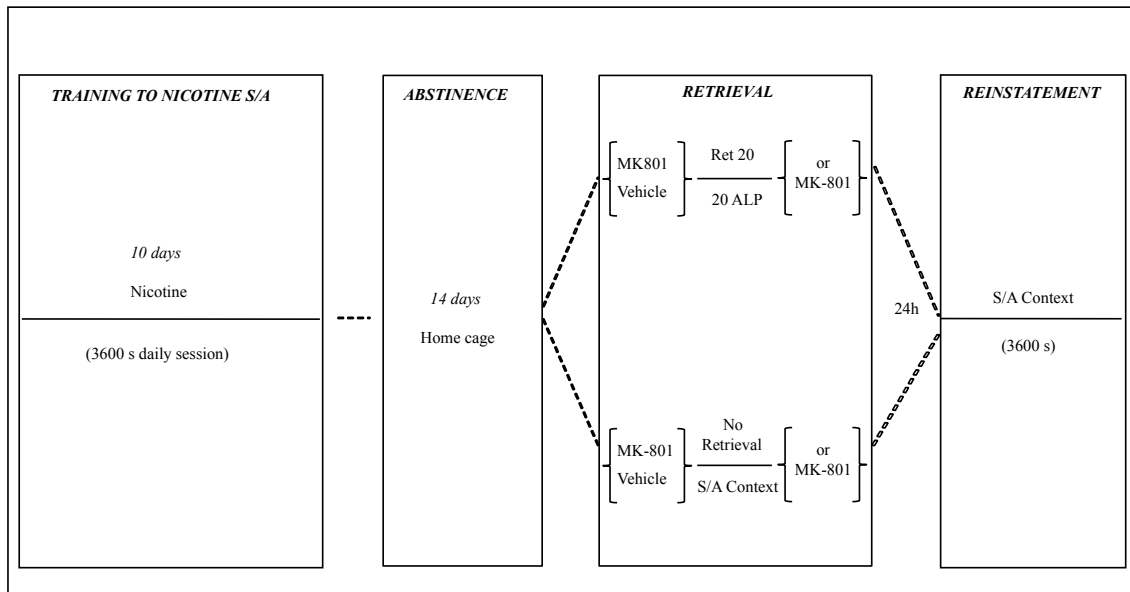 TRAINING TO NICOTINE S/A
10 days
Nicotine
(3600 s daily session)
ABSTINENCE
14 days
Home cage
RETRIEVAL
MK801
Vehicle
Ret 20
20 ALP
or
MK-801
MK-801
Vehicle
No
Retrieval
S/A Context
or
MK-801
24h
REINSTATEMENT
S/A Context
(3600 s)